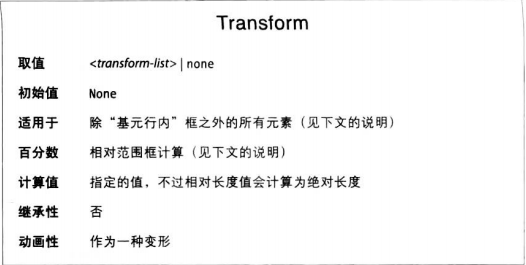 Transform
取值 <transform-list> | none
初始值 None
适用于 除“基元行内”框之外的所有元素（见下文的说明）
百分数 相对范围框计算（见下文的说明）
计算值 指定的值，不过相对长度值会计算为绝对长度
继承性 否
动画性 作为一种变形